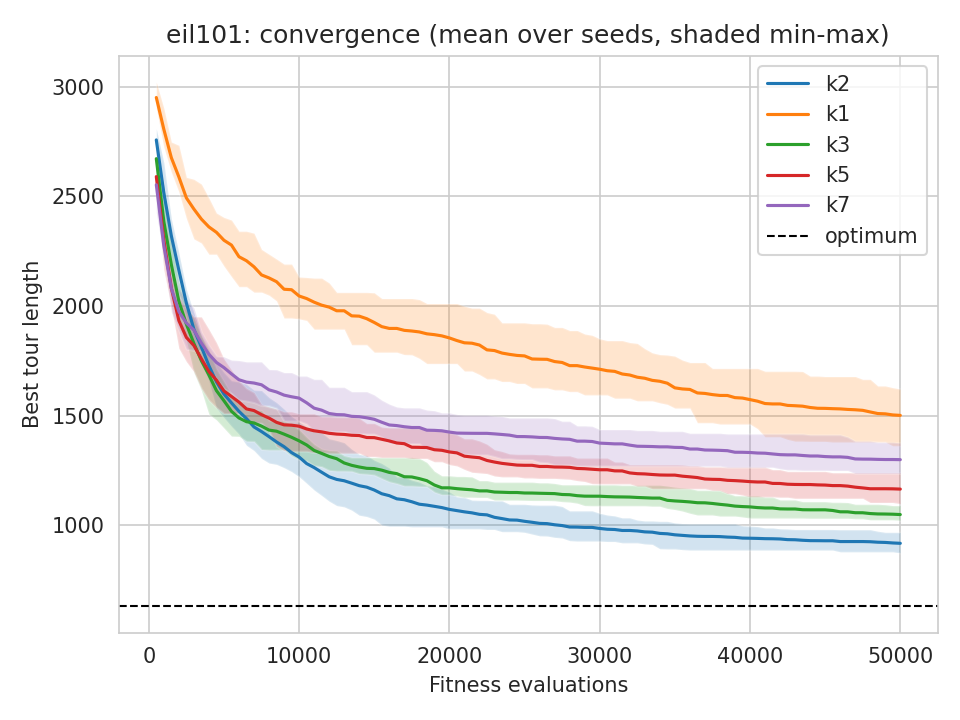 eil101: convergence (mean over seeds, shaded min-max)
Best tour length
3000
2500
2000
1500
1000
k2
k1
k3
k5
k7
optimum
0
10000
20000
30000
40000
50000
Fitness evaluations